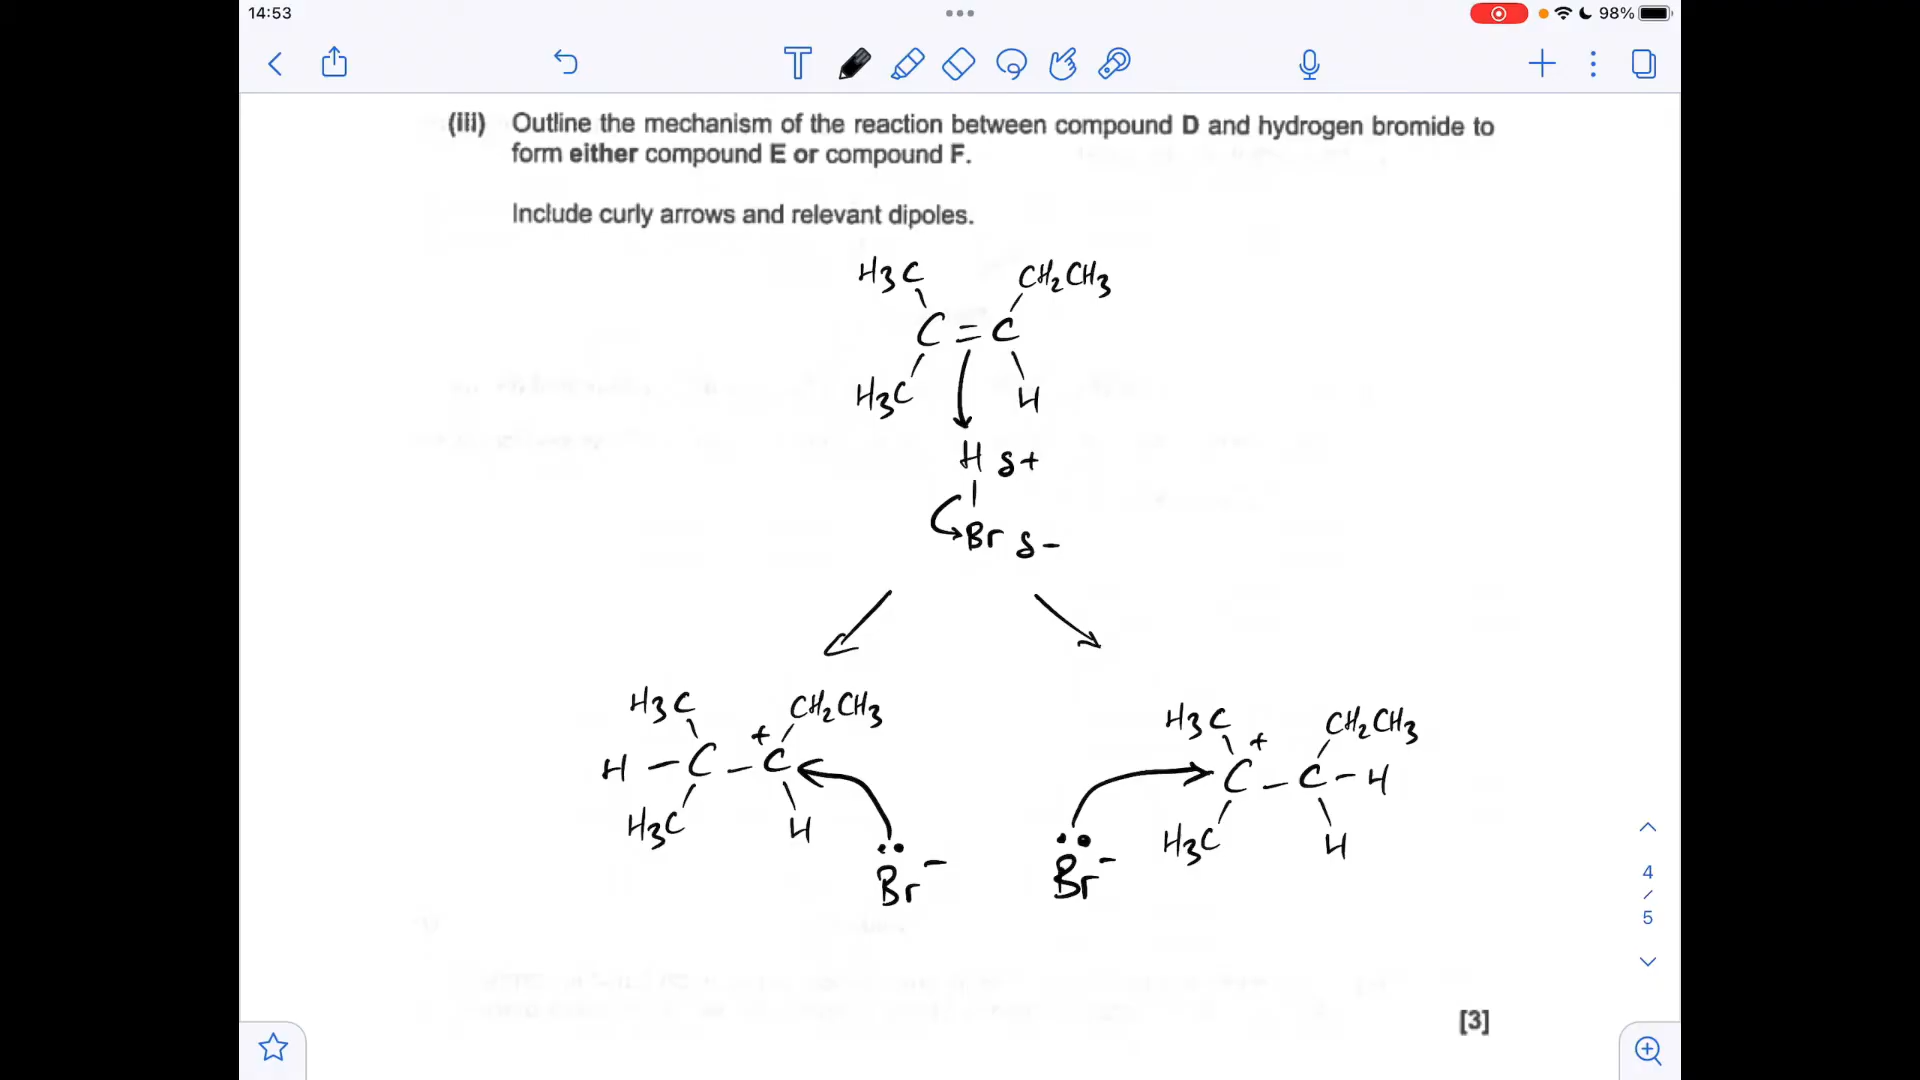 14:53
98%
T
(iii) Outline the mechanism of the reaction between compound D and hydrogen bromide to
form either compound E or compound F.
Include curly arrows and relevant dipoles.
H3C CH2CH3
C = C
H3C H
H δ+
Br δ-
H3C + CH2CH3
H - C - C
H3C H
Br -
H3C + CH2CH3
C - C - H
H3C H
Br -
4
/
5
[3]